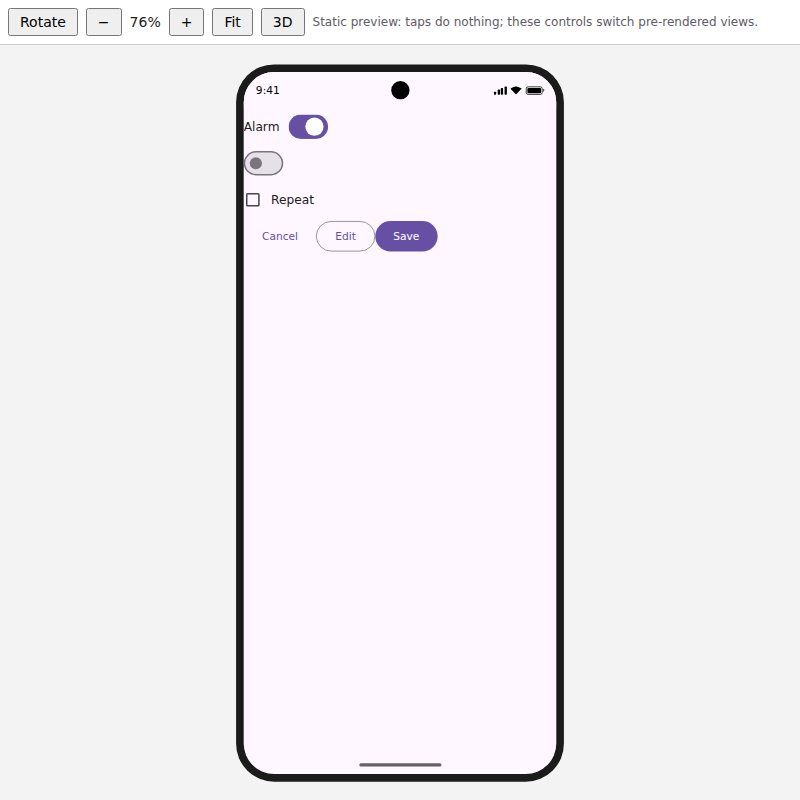 Rotate − 76% + Fit 3D Static preview: taps do nothing; these controls switch pre-rendered views.
9:41
Alarm
Repeat
Cancel Edit Save